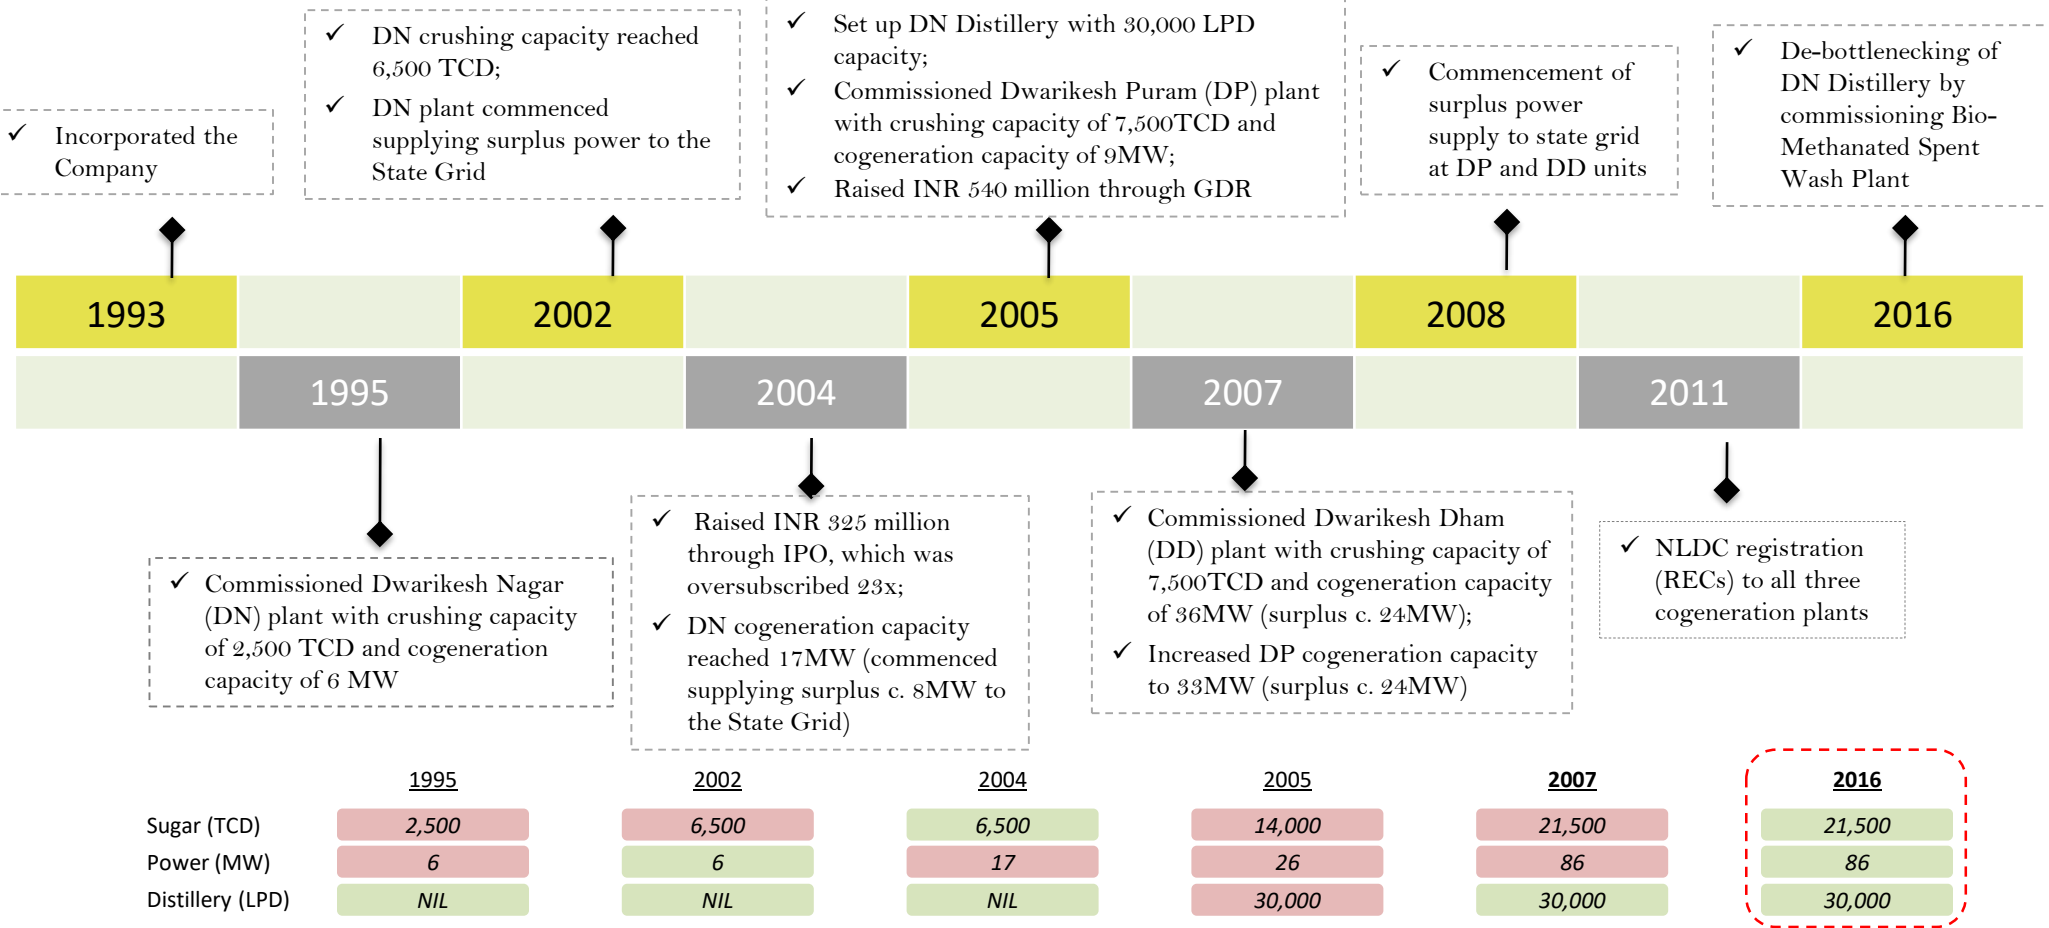 ✓ Incorporated the
Company
✓ DN crushing capacity reached
6,500 TCD;
✓ DN plant commenced
supplying surplus power to the
State Grid
✓ Set up DN Distillery with 30,000 LPD
capacity;
✓ Commissioned Dwarikesh Puram (DP) plant
with crushing capacity of 7,500TCD and
cogeneration capacity of 9MW;
✓ Raised INR 540 million through GDR
✓ Commencement of
surplus power
supply to state grid
at DP and DD units
✓ De-bottlenecking of
DN Distillery by
commissioning Bio-
Methanated Spent
Wash Plant
1993 2002 2005 2008 2016
1995 2004 2007 2011
✓ Commissioned Dwarikesh Nagar
(DN) plant with crushing capacity
of 2,500 TCD and cogeneration
capacity of 6 MW
✓ Raised INR 325 million
through IPO, which was
oversubscribed 23x;
✓ DN cogeneration capacity
reached 17MW (commenced
supplying surplus c. 8MW to
the State Grid)
✓ Commissioned Dwarikesh Dham
(DD) plant with crushing capacity of
7,500TCD and cogeneration capacity
of 36MW (surplus c. 24MW);
✓ Increased DP cogeneration capacity
to 33MW (surplus c. 24MW)
✓ NLDC registration
(RECs) to all three
cogeneration plants
1995 2002 2004 2005 2007 2016
Sugar (TCD) 2,500 6,500 6,500 14,000 21,500 21,500
Power (MW) 6 6 17 26 86 86
Distillery (LPD) NIL NIL NIL 30,000 30,000 30,000